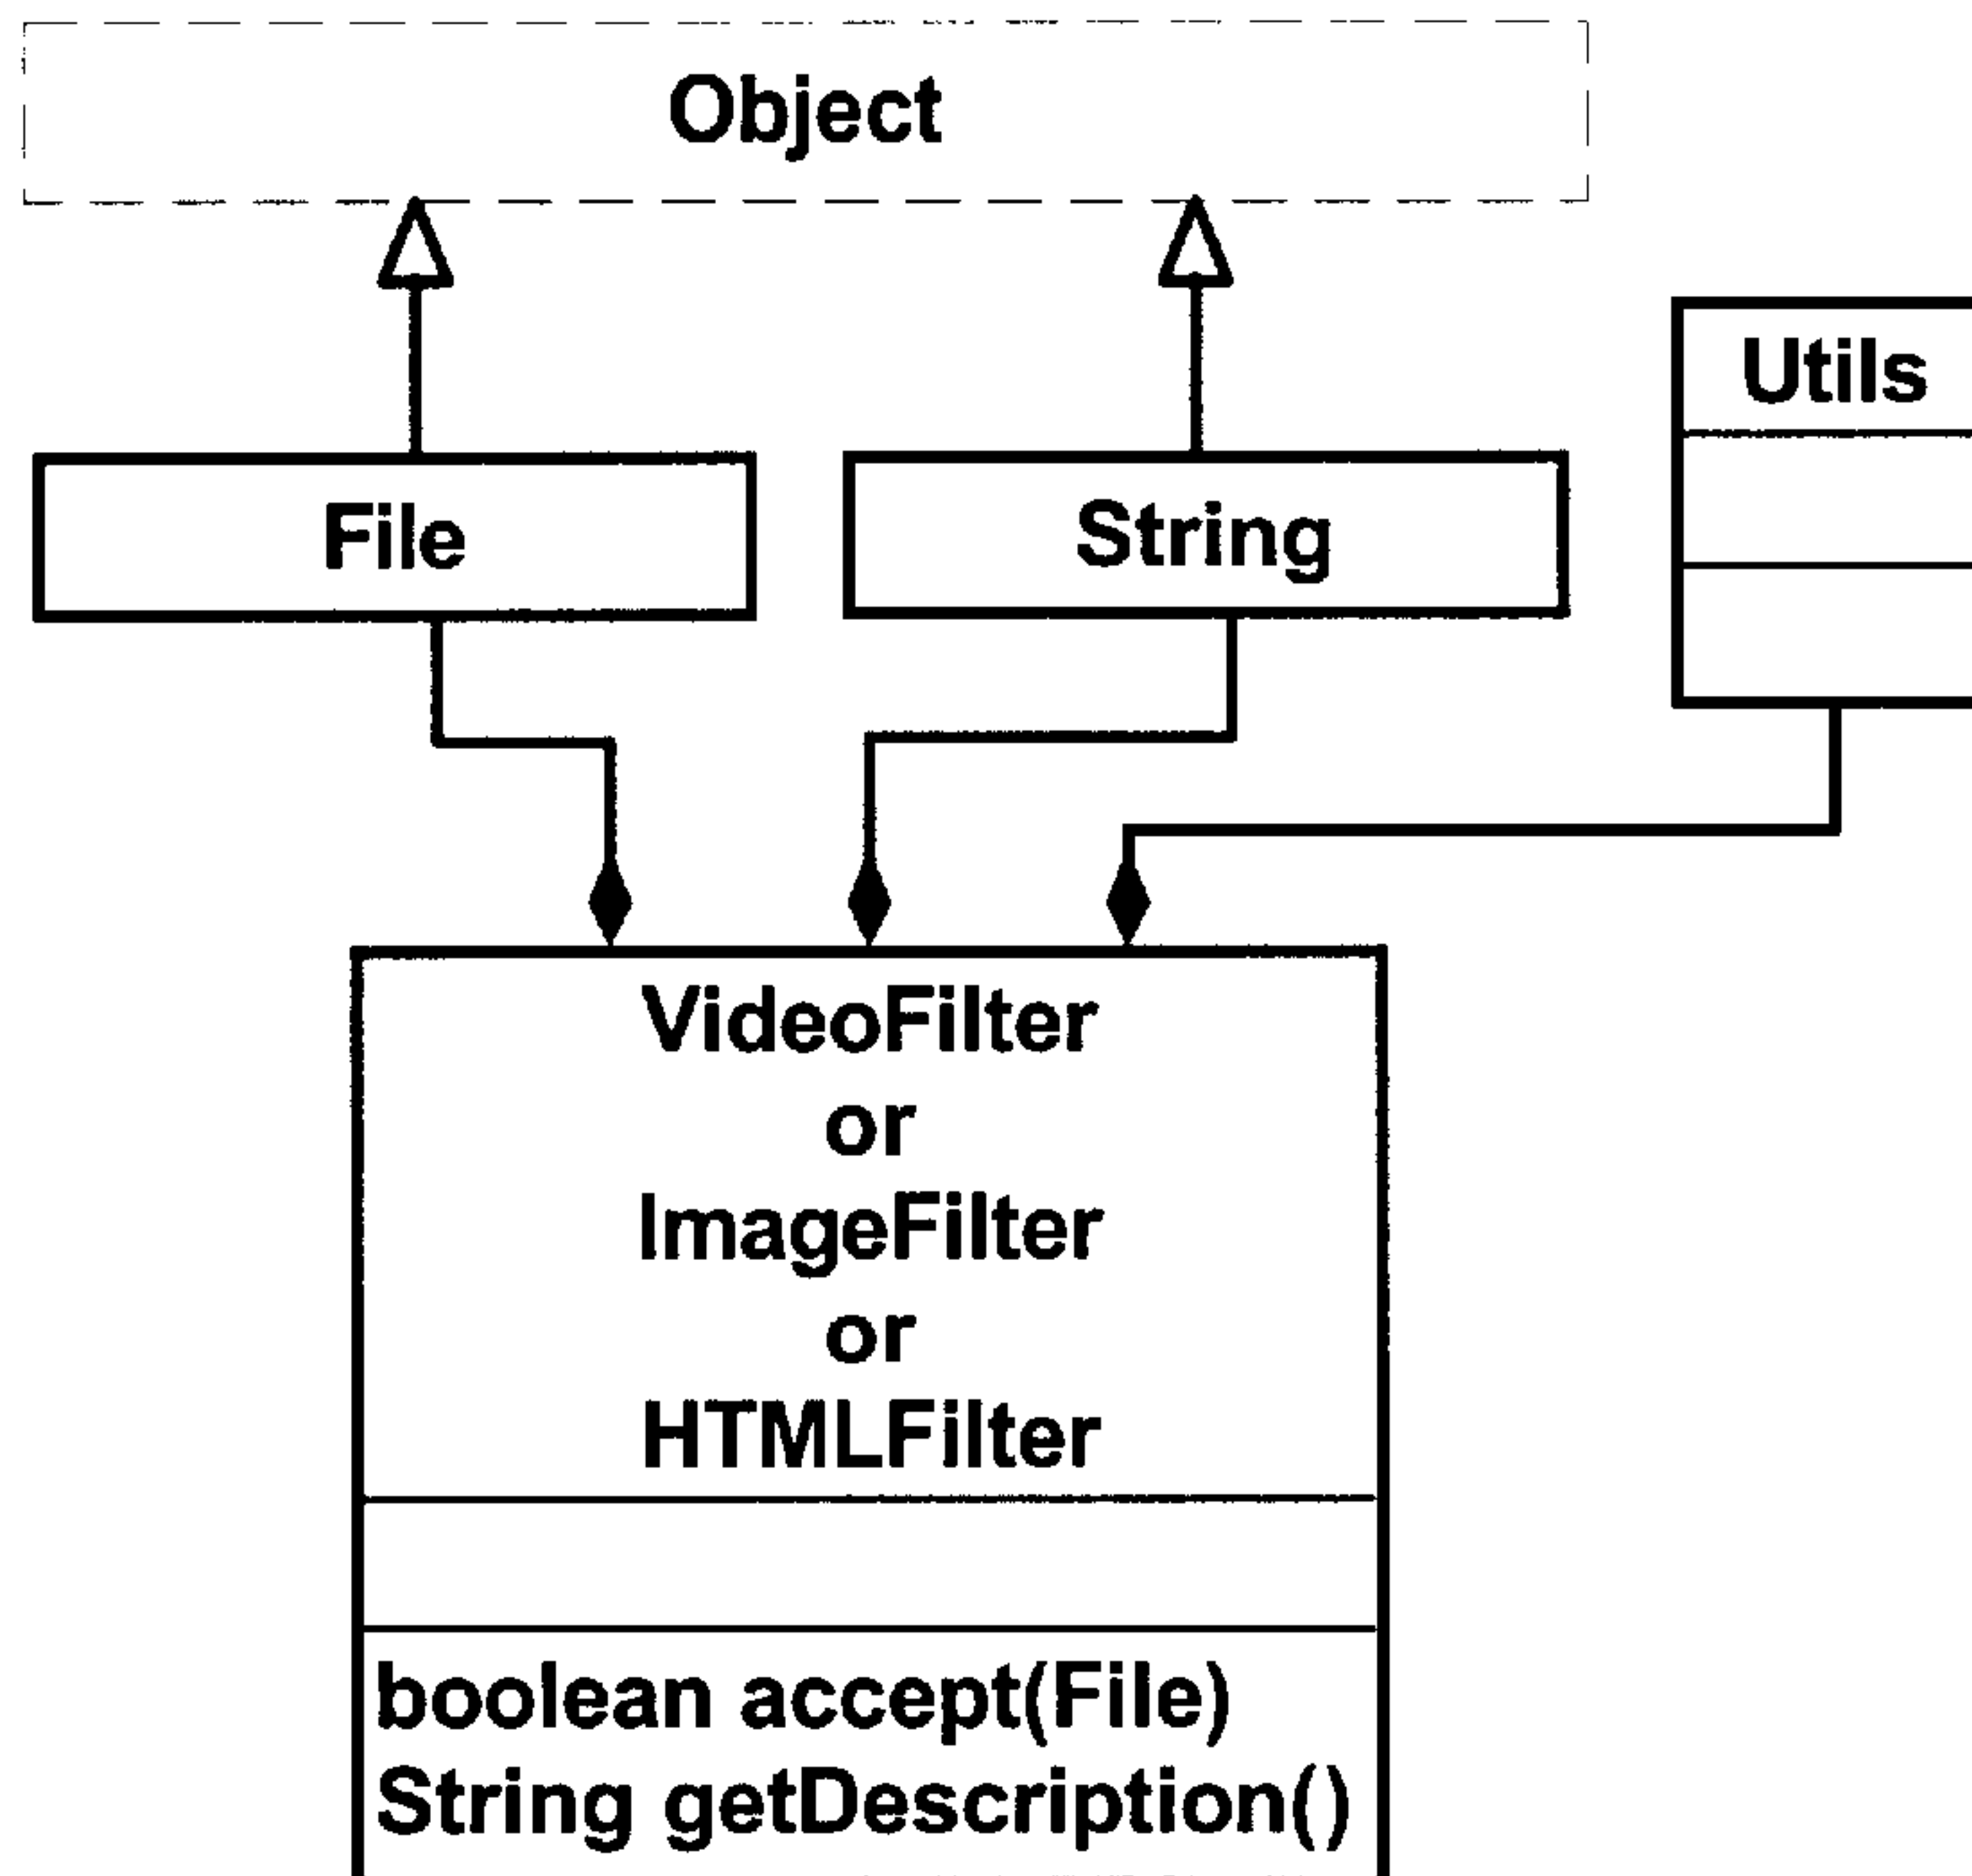 Object
Utils
File
String
VideoFilter
or
ImageFilter
or
HTMLFilter
boolean accept(File)
String getDescription()